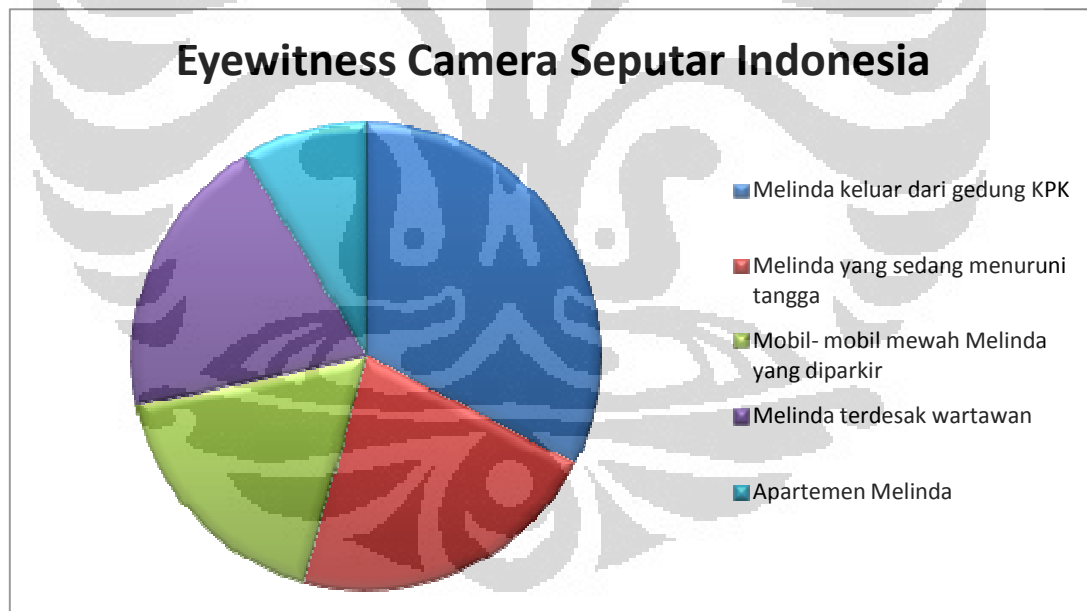 Eyewitness Camera Seputar Indonesia
Melinda keluar dari gedung KPK
Melinda yang sedang menuruni
tangga
Mobil- mobil mewah Melinda
yang diparkir
Melinda terdesak wartawan
Apartemen Melinda